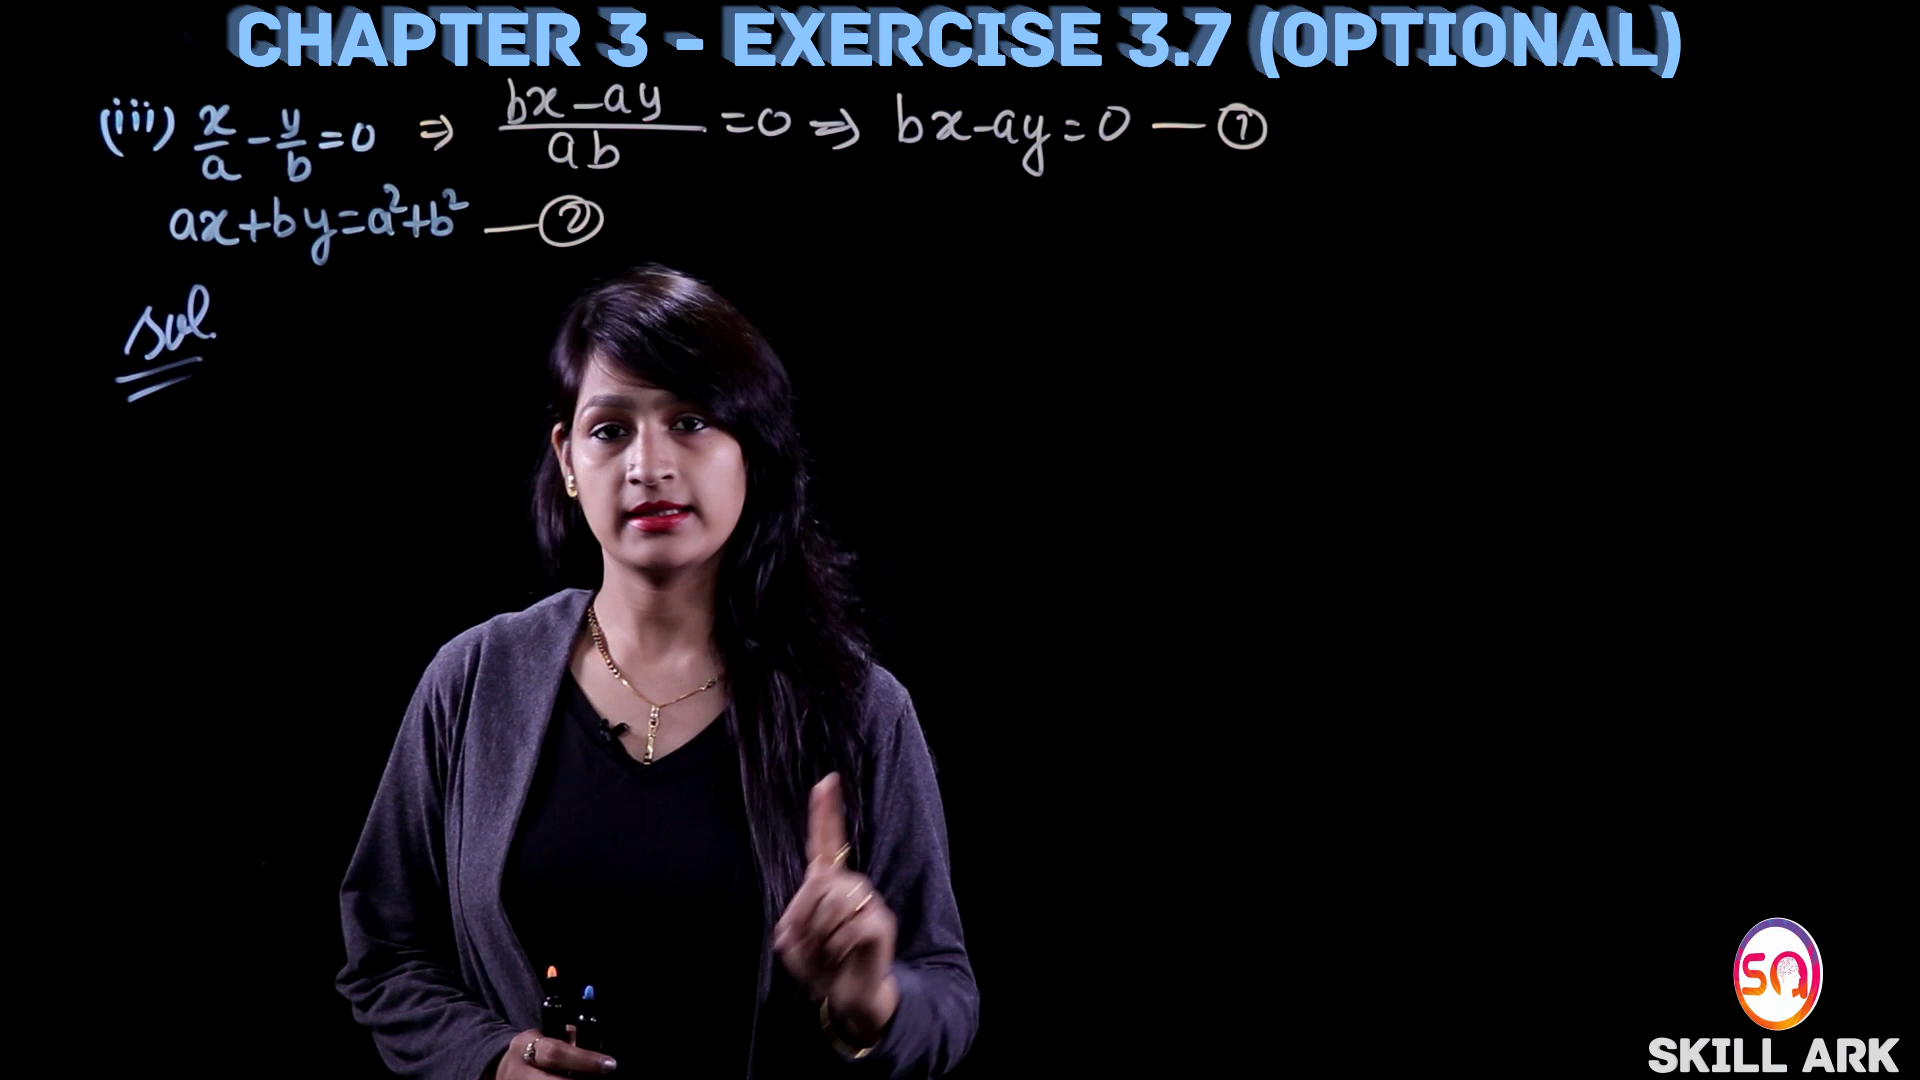 CHAPTER 3 - EXERCISE 3.7 (OPTIONAL)
(iii) x/a - y/b = 0 ⇒ (bx - ay)/(ab) = 0 ⇒ bx - ay = 0 — ①
ax + by = a² + b² — ②
Sol.
SA
SKILL ARK